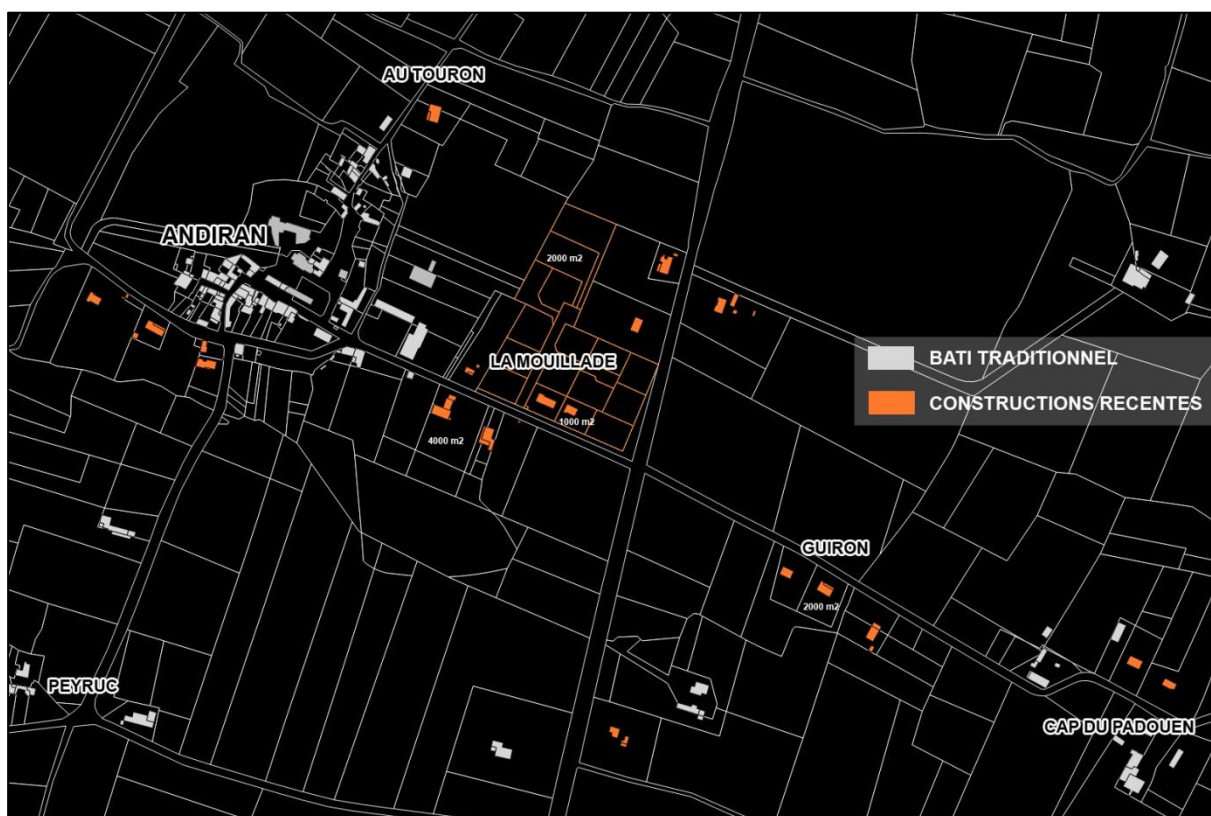 AU TOURON
ANDIRAN
2000 m2
LA MOUILLADE
BATI TRADITIONNEL
CONSTRUCTIONS RECENTES
1000 m2
4000 m2
GUIRON
2000 m2
PEYRUC
CAP DU PADOUEN